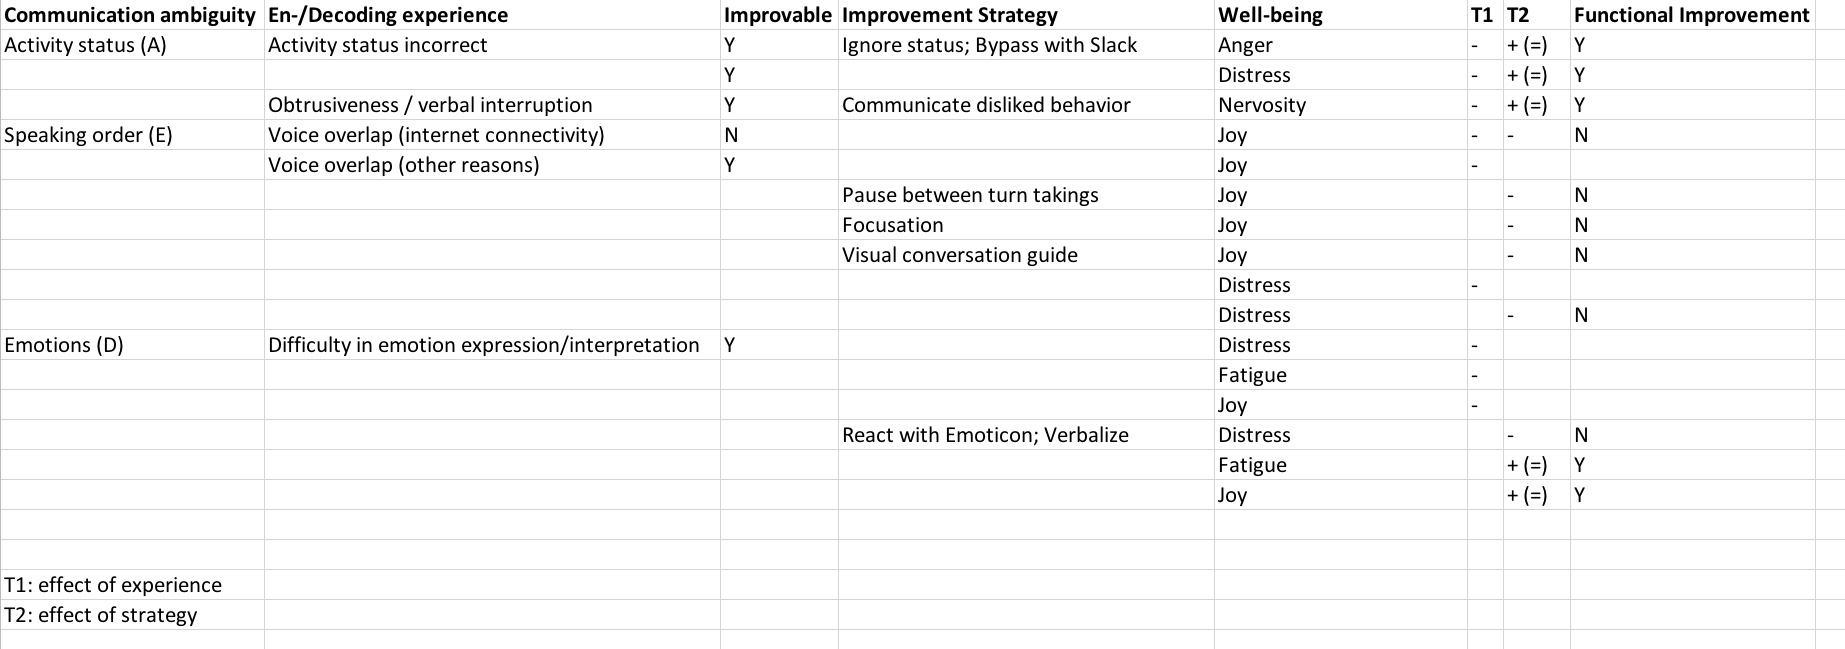 Communication ambiguity En-/Decoding experience Improvable Improvement Strategy Well-being T1 T2 Functional Improvement
Activity status (A) Activity status incorrect Y Ignore status; Bypass with Slack Anger - + (=) Y
Y Distress - + (=) Y
Obtrusiveness / verbal interruption Y Communicate disliked behavior Nervosity - + (=) Y
Speaking order (E) Voice overlap (internet connectivity) N Joy - - N
Voice overlap (other reasons) Y Joy -
Pause between turn takings Joy - N
Focusation Joy - N
Visual conversation guide Joy - N
Distress -
Distress - N
Emotions (D) Difficulty in emotion expression/interpretation Y Distress -
Fatigue -
Joy -
React with Emoticon; Verbalize Distress - N
Fatigue + (=) Y
Joy + (=) Y
T1: effect of experience
T2: effect of strategy